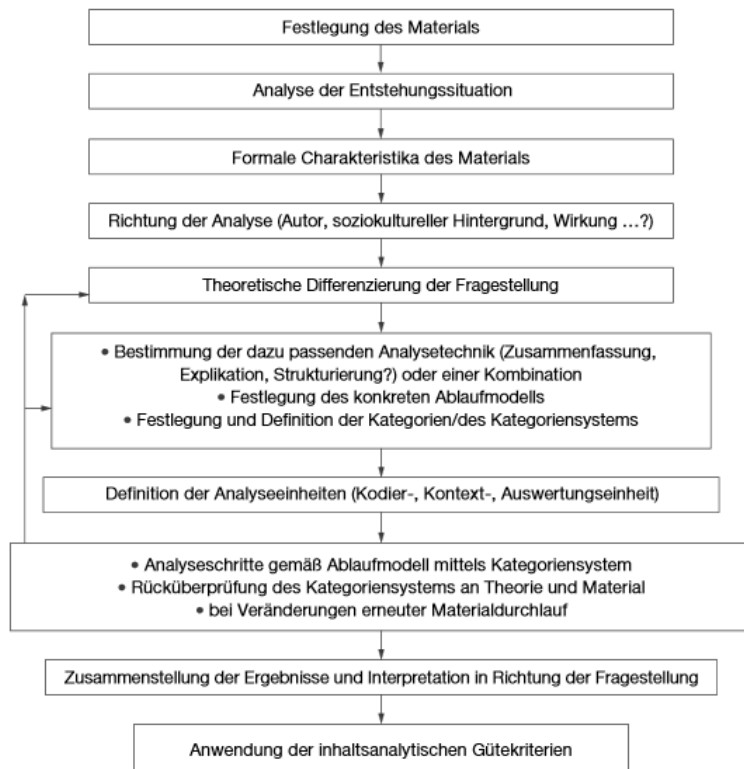 Festlegung des Materials
Analyse der Entstehungssituation
Formale Charakteristika des Materials
Richtung der Analyse (Autor, soziokultureller Hintergrund, Wirkung …?)
Theoretische Differenzierung der Fragestellung
• Bestimmung der dazu passenden Analysetechnik (Zusammenfassung,
Explikation, Strukturierung?) oder einer Kombination
• Festlegung des konkreten Ablaufmodells
• Festlegung und Definition der Kategorien/des Kategoriensystems
Definition der Analyseeinheiten (Kodier-, Kontext-, Auswertungseinheit)
• Analyseschritte gemäß Ablaufmodell mittels Kategoriensystem
• Rücküberprüfung des Kategoriensystems an Theorie und Material
• bei Veränderungen erneuter Materialdurchlauf
Zusammenstellung der Ergebnisse und Interpretation in Richtung der Fragestellung
Anwendung der inhaltsanalytischen Gütekriterien